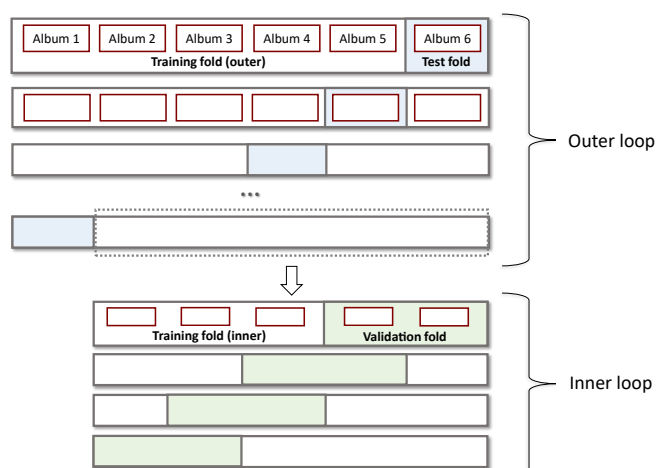 Album 1 Album 2 Album 3 Album 4 Album 5 Album 6
Training fold (outer) Test fold
Outer loop
...
Training fold (inner) Validation fold
Inner loop